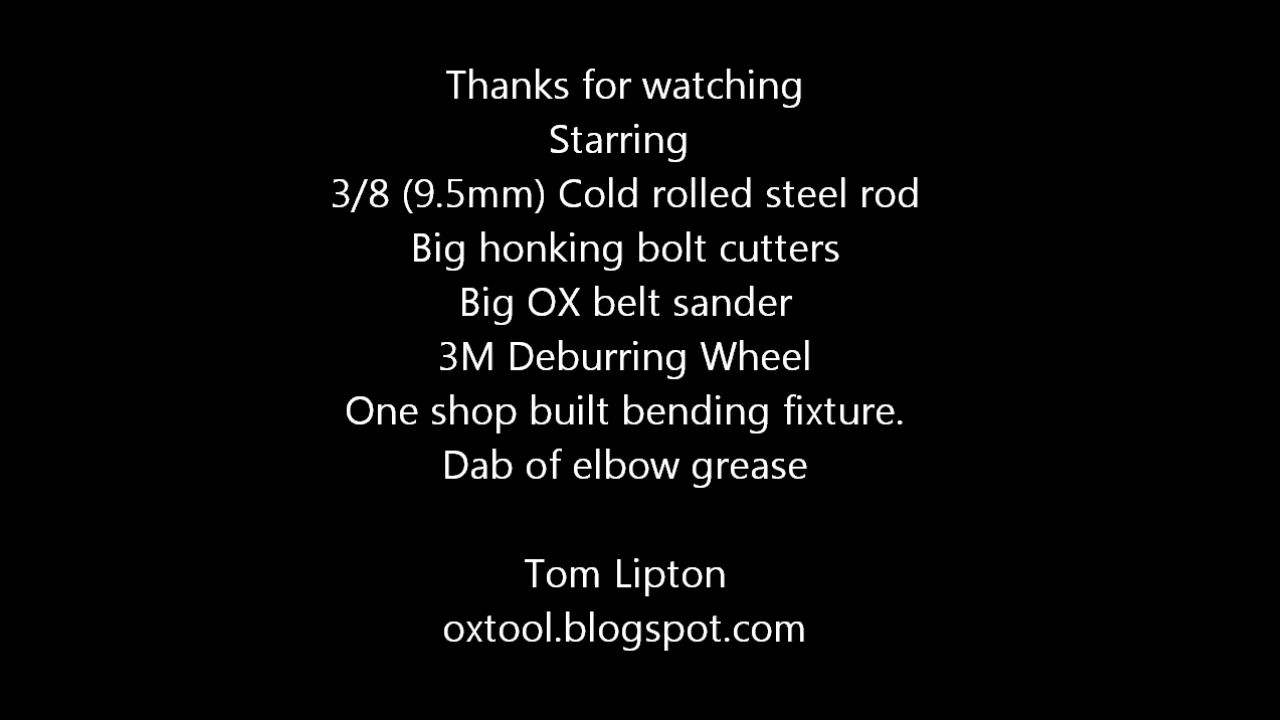 Thanks for watching
Starring
3/8 (9.5mm) Cold rolled steel rod
Big honking bolt cutters
Big OX belt sander
3M Deburring Wheel
One shop built bending fixture.
Dab of elbow grease
Tom Lipton
oxtool.blogspot.com